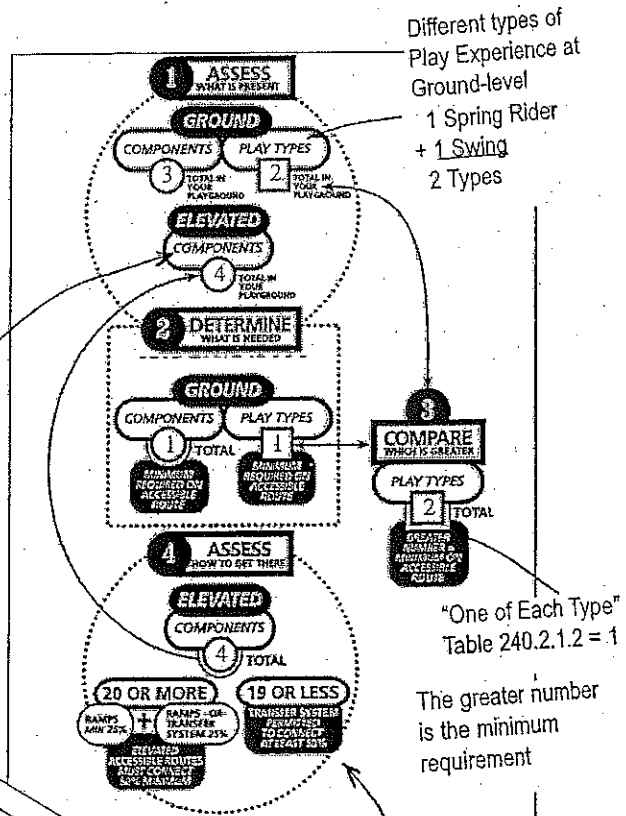 Different types of
Play Experience at
Ground-level
1 Spring Rider
+ 1 Swing
2 Types
1 ASSESS
WHAT IS PRESENT
GROUND
COMPONENTS PLAY TYPES
3 TOTAL IN YOUR PLAYGROUND 2 TOTAL IN YOUR PLAYGROUND
ELEVATED
COMPONENTS
4 TOTAL IN YOUR PLAYGROUND
2 DETERMINE
WHAT IS NEEDED
GROUND
COMPONENTS PLAY TYPES
1 TOTAL 1
MINIMUM REQUIRED ON ACCESSIBLE ROUTE MINIMUM REQUIRED ON ACCESSIBLE ROUTE
3
COMPARE
WHICH IS GREATER
PLAY TYPES
2 TOTAL
GREATER
NUMBER =
MINIMUM ON
ACCESSIBLE
ROUTE
"One of Each Type"
Table 240.2.1.2 = 1
The greater number
is the minimum
requirement
4 ASSESS
HOW TO GET THERE
ELEVATED
COMPONENTS
4 TOTAL
20 OR MORE 19 OR LESS
RAMPS MIN 25% + RAMPS -OR- TRANSFER SYSTEM 25%
TRANSFER SYSTEM
PERMITTED
TO CONNECT
AT LEAST 50%
ELEVATED
ACCESSIBLE ROUTES
MUST CONNECT